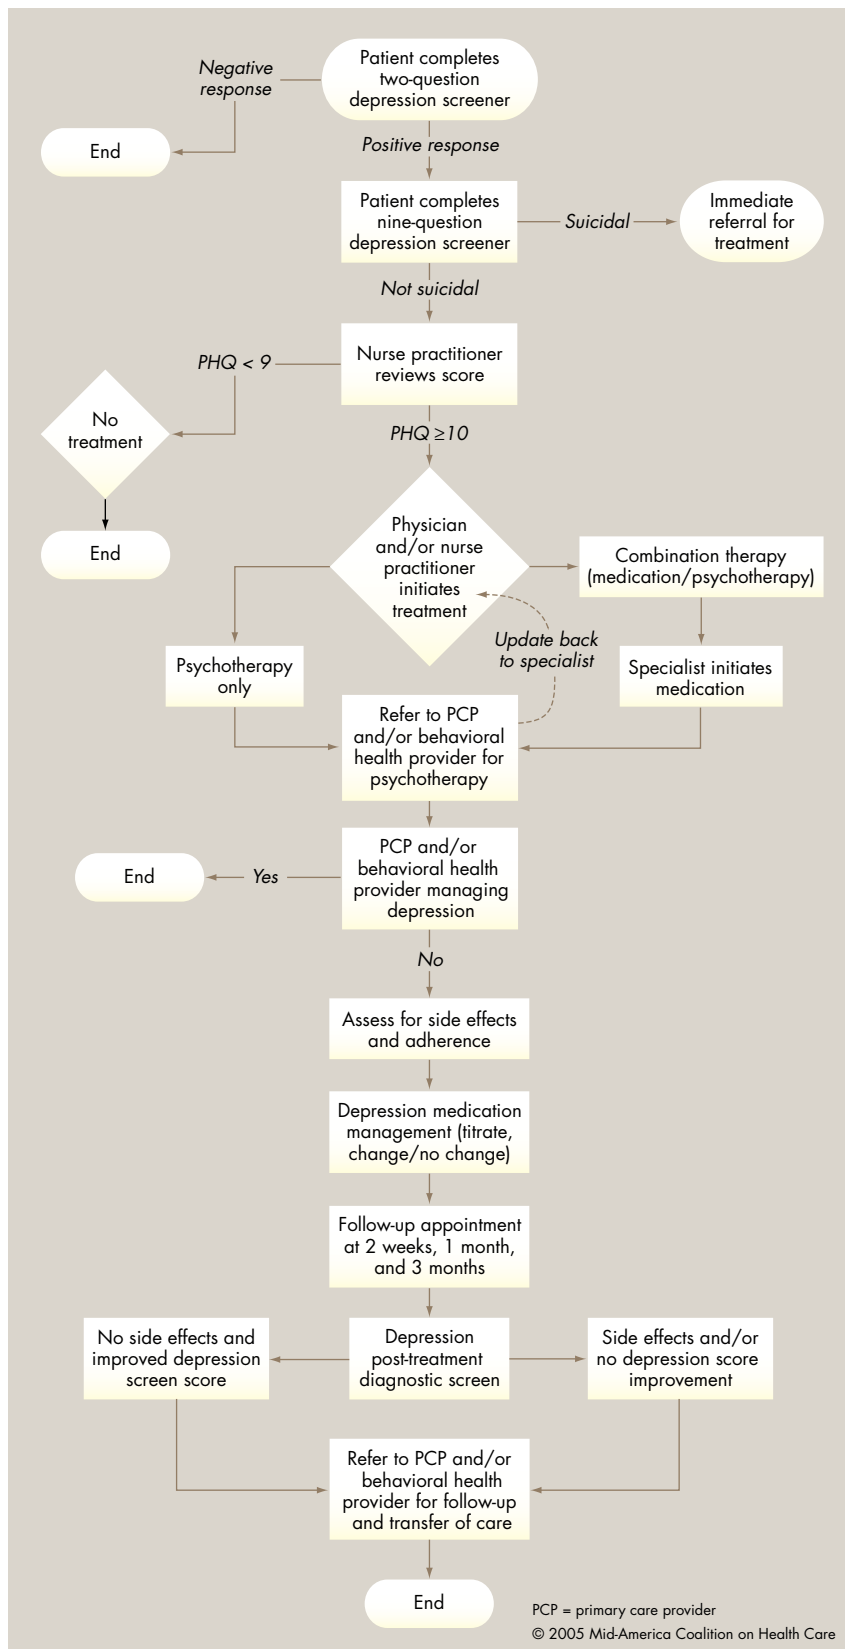 Patient completes
two-question
depression screener
Negative
response
End
Positive response
Patient completes
nine-question
depression screener
Suicidal
Immediate
referral for
treatment
Not suicidal
Nurse practitioner
reviews score
PHQ < 9
No
treatment
End
PHQ ≥10
Physician
and/or nurse
practitioner
initiates
treatment
Combination therapy
(medication/psychotherapy)
Update back
to specialist
Psychotherapy
only
Specialist initiates
medication
Refer to PCP
and/or behavioral
health provider for
psychotherapy
PCP and/or
behavioral health
provider managing
depression
Yes
End
No
Assess for side effects
and adherence
Depression medication
management (titrate,
change/no change)
Follow-up appointment
at 2 weeks, 1 month,
and 3 months
No side effects and
improved depression
screen score
Depression
post-treatment
diagnostic screen
Side effects and/or
no depression score
improvement
Refer to PCP and/or
behavioral health
provider for follow-up
and transfer of care
End
PCP = primary care provider
© 2005 Mid-America Coalition on Health Care